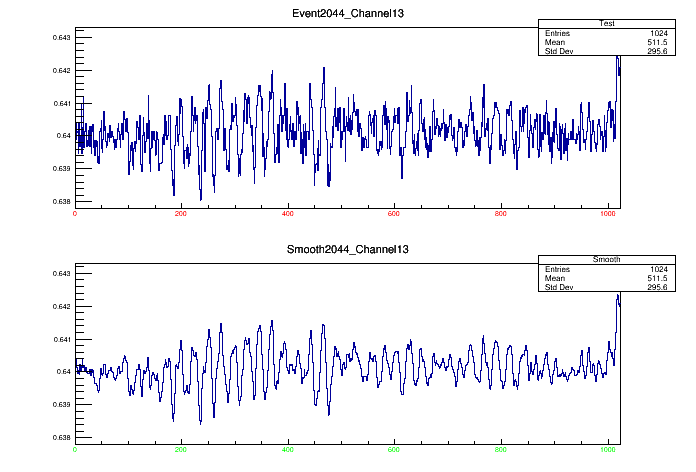 Event2044_Channel13
Test
Entries 1024
Mean 511.5
Std Dev 295.6
0.643
0.642
0.641
0.64
0.639
0.638
0 200 400 600 800 1000
Smooth2044_Channel13
Smooth
Entries 1024
Mean 511.5
Std Dev 295.6
0.643
0.642
0.641
0.64
0.639
0.638
0 200 400 600 800 1000